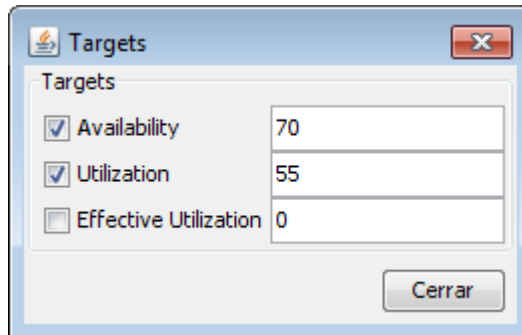 Targets
Targets
Availability 70
Utilization 55
Effective Utilization 0
Cerrar